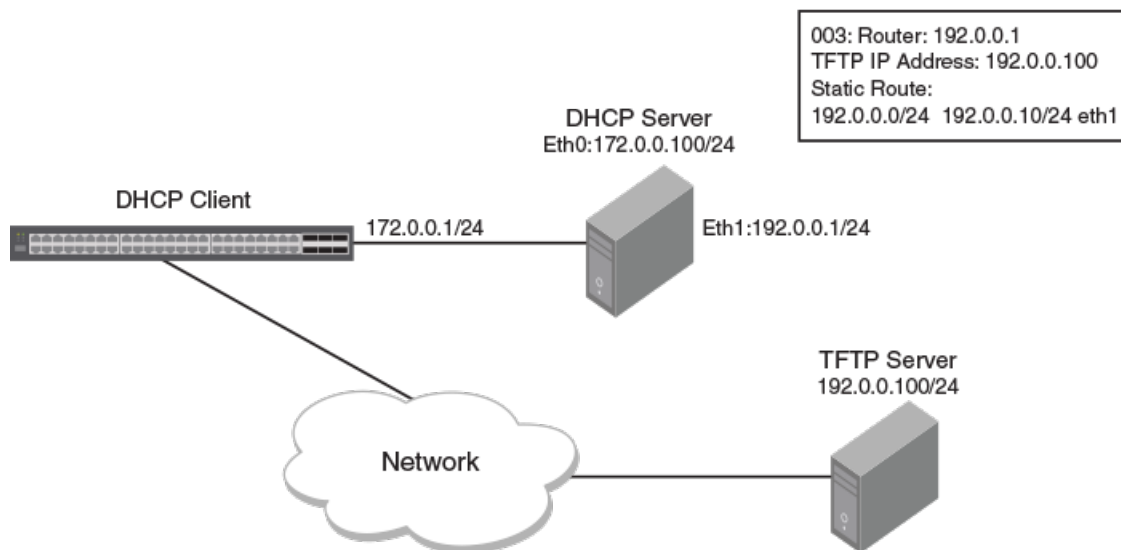 003: Router: 192.0.0.1
TFTP IP Address: 192.0.0.100
Static Route:
192.0.0.0/24 192.0.0.10/24 eth1
DHCP Server
Eth0:172.0.0.100/24
DHCP Client
172.0.0.1/24
Eth1:192.0.0.1/24
TFTP Server
192.0.0.100/24
Network